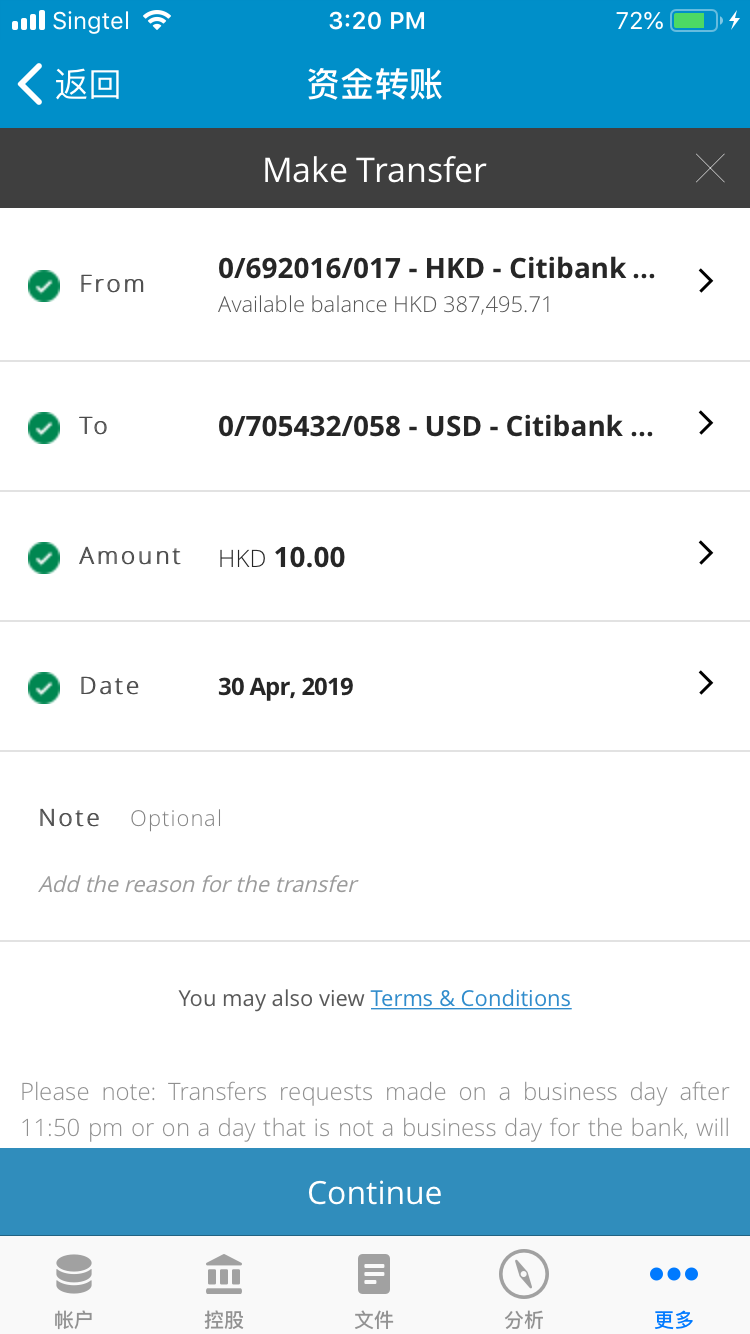 Singtel 3:20 PM 72%
返回 资金转账
Make Transfer
From 0/692016/017 - HKD - Citibank ...
Available balance HKD 387,495.71
To 0/705432/058 - USD - Citibank ...
Amount HKD 10.00
Date 30 Apr, 2019
Note Optional
Add the reason for the transfer
You may also view Terms & Conditions
Please note: Transfers requests made on a business day after
11:50 pm or on a day that is not a business day for the bank, will
Continue
帐户 控股 文件 分析 更多